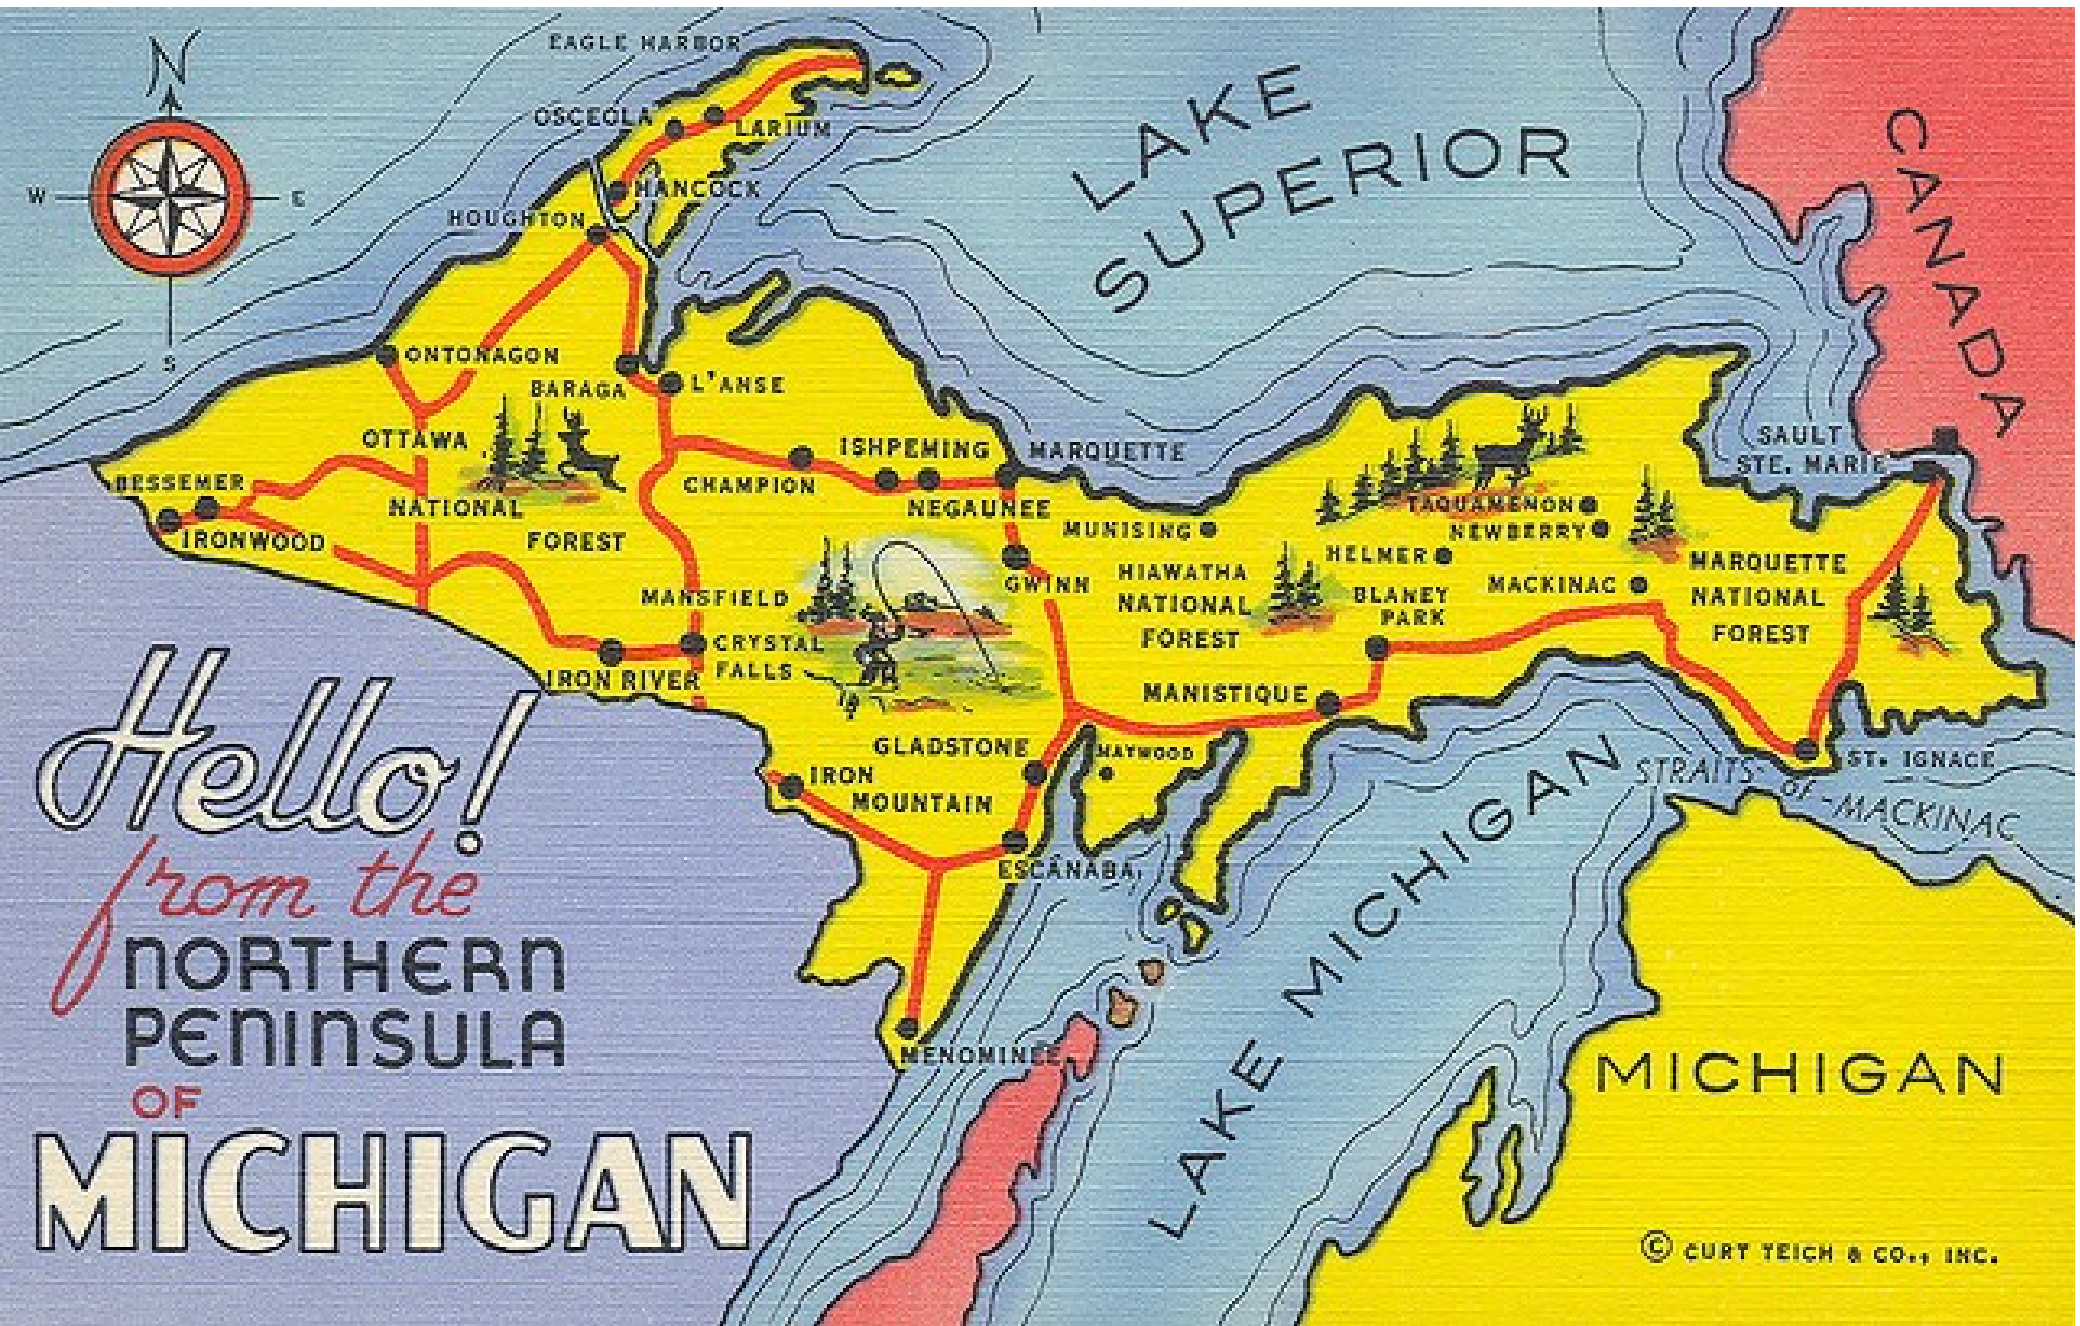 N
W
E
S
EAGLE HARBOR
OSCEOLA
LARIUM
HANCOCK
HOUGHTON
LAKE
SUPERIOR
CANADA
ONTONAGON
BARAGA
L'ANSE
OTTAWA
NATIONAL
FOREST
BESSEMER
IRONWOOD
ISHPEMING
CHAMPION
NEGAUNEE
MARQUETTE
MUNISING
GWINN
SAULT
STE. MARIE
TAQUAMENON
NEWBERRY
HELMER
MACKINAC
BLANEY
PARK
HIAWATHA
NATIONAL
FOREST
MARQUETTE
NATIONAL
FOREST
MANSFIELD
CRYSTAL
FALLS
IRON RIVER
MANISTIQUE
GLADSTONE
NAYWOOD
IRON
MOUNTAIN
ESCANABA
MENOMINEE
ST. IGNACE
STRAITS
OF
MACKINAC
LAKE MICHIGAN
MICHIGAN
Hello!
from the
NORTHERN
PENINSULA
OF
MICHIGAN
© CURT TEICH & CO., INC.